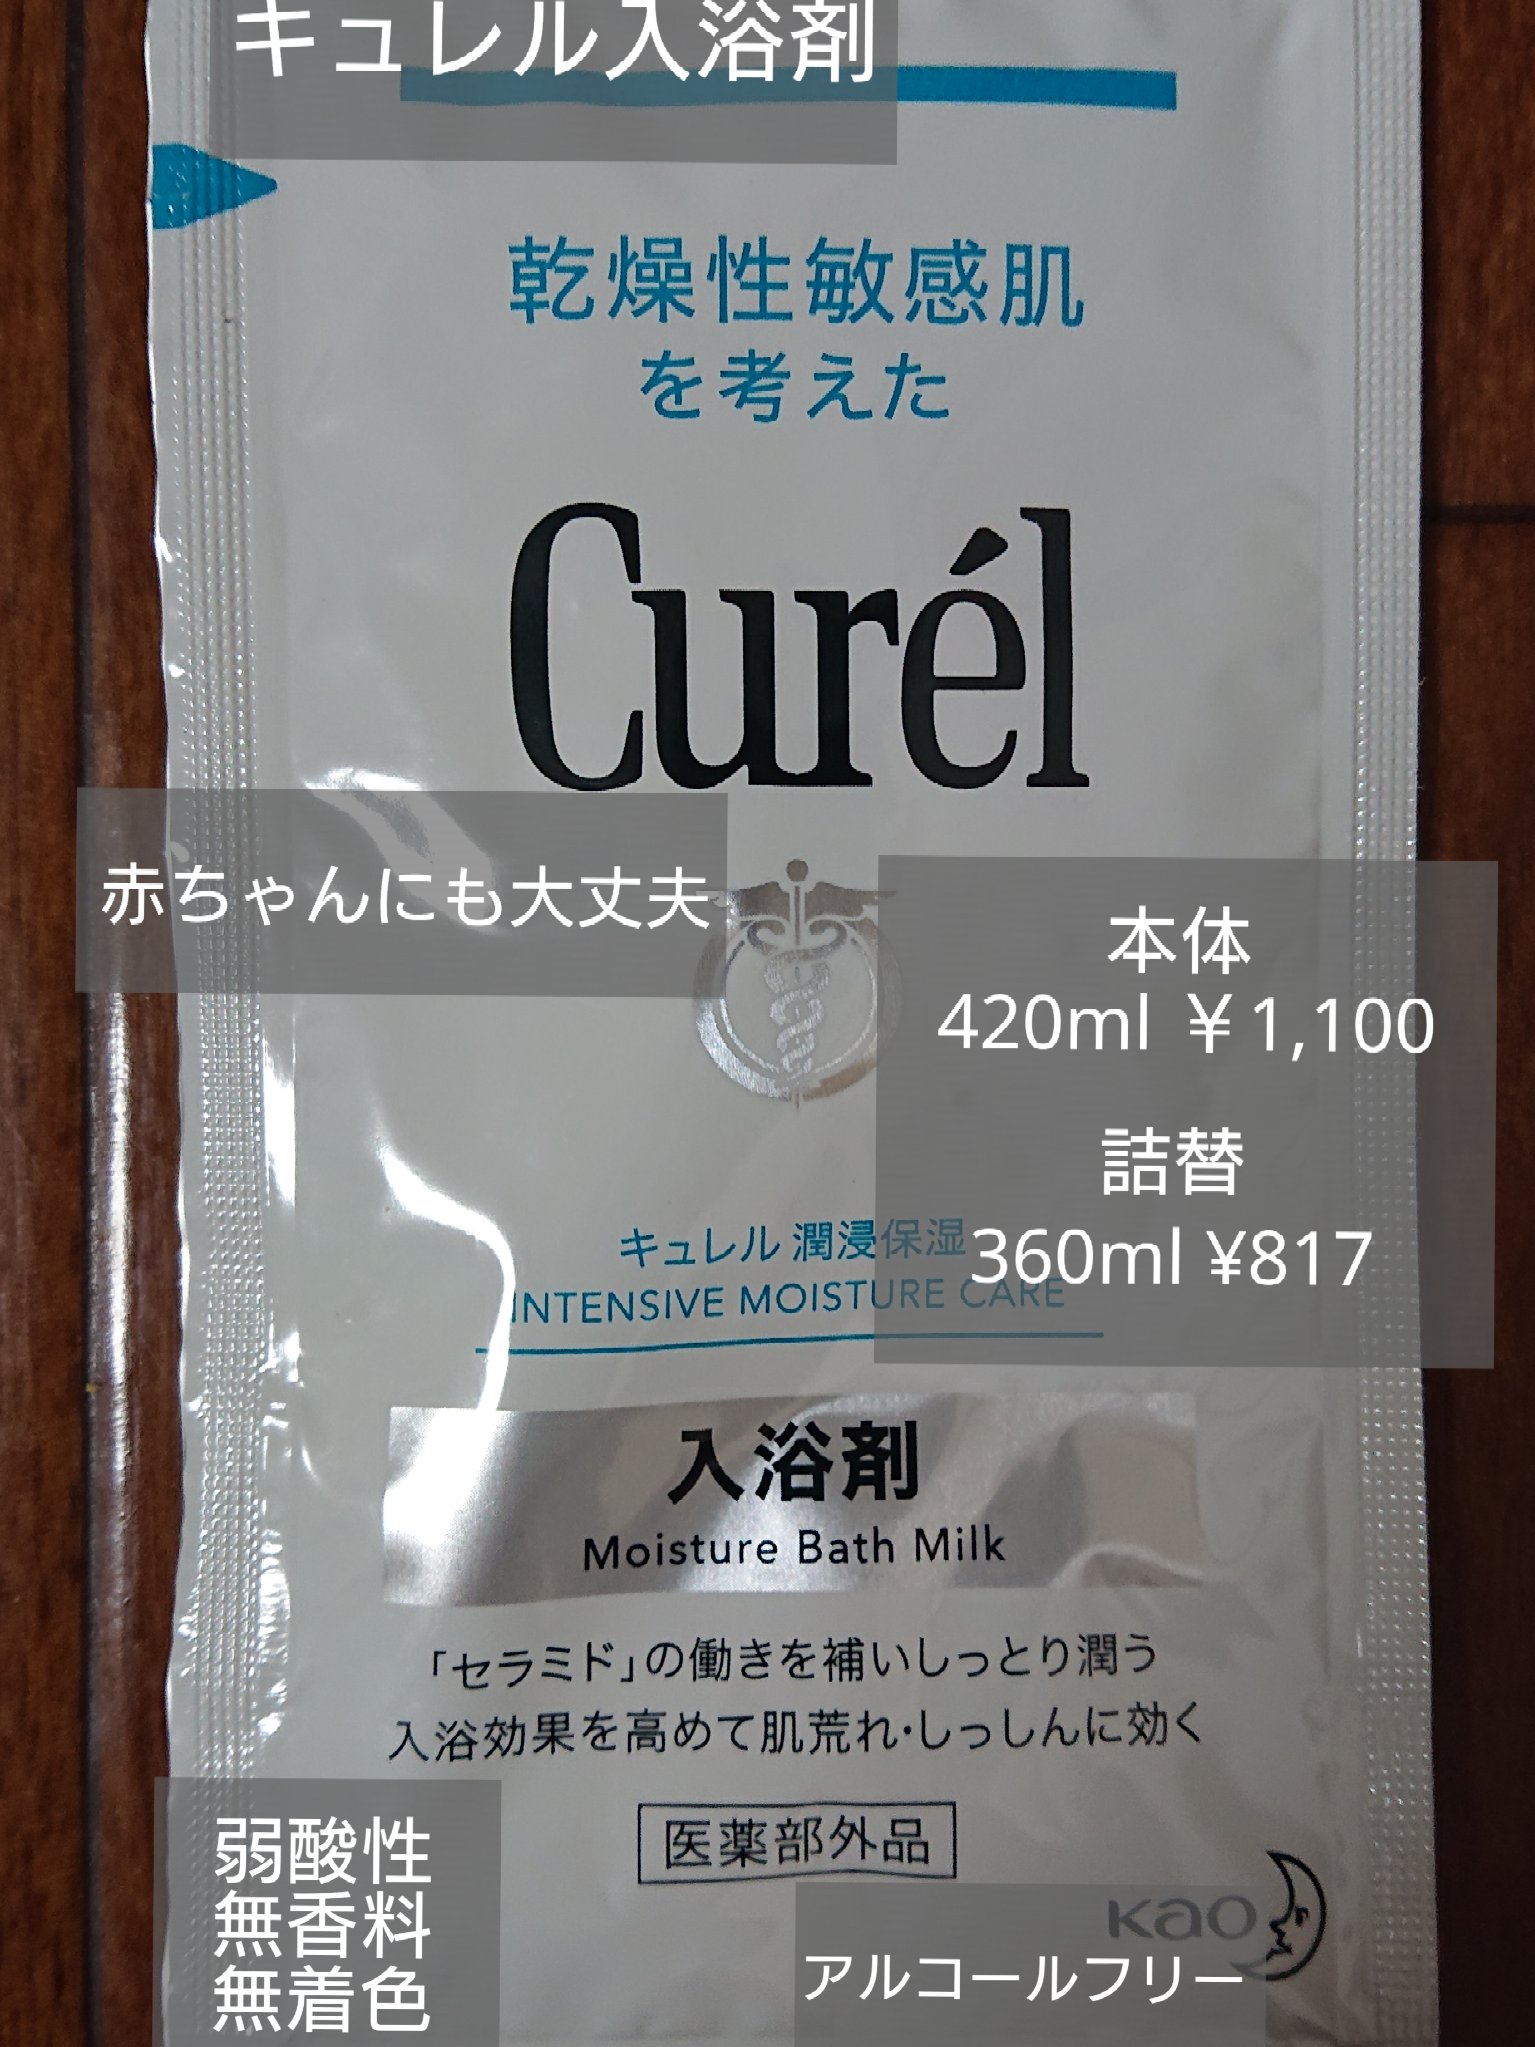 キュレル入浴剤
乾燥性敏感肌
を考えた
Curél
赤ちゃんにも大丈夫
本体
420ml ￥1,100
詰替
360ml ¥817
キュレル 潤浸保湿
INTENSIVE MOISTURE CARE
入浴剤
Moisture Bath Milk
「セラミド」の働きを補いしっとり潤う
入浴効果を高めて肌荒れ・しっしんに効く
医薬部外品
弱酸性
無香料
無着色
kao
アルコールフリー